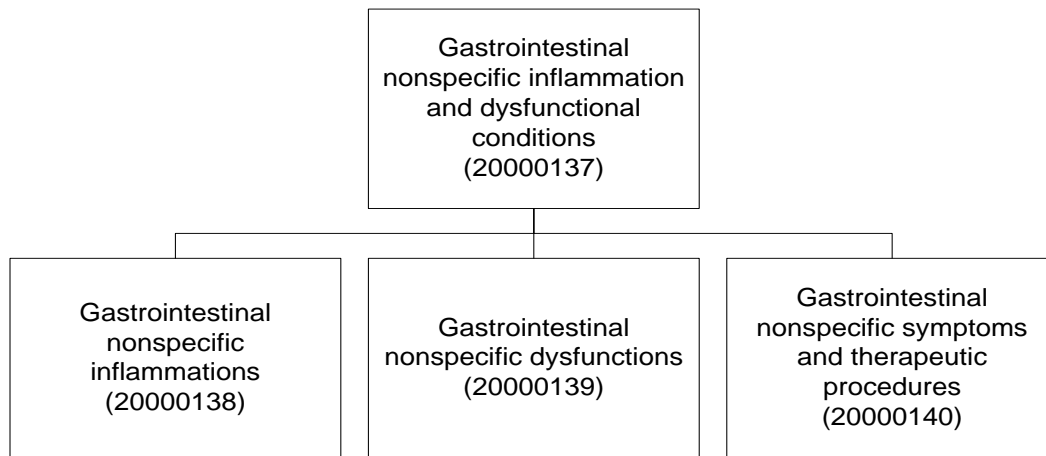 Gastrointestinal
nonspecific inflammation
and dysfunctional
conditions
(20000137)
Gastrointestinal
nonspecific
inflammations
(20000138)
Gastrointestinal
nonspecific dysfunctions
(20000139)
Gastrointestinal
nonspecific symptoms
and therapeutic
procedures
(20000140)